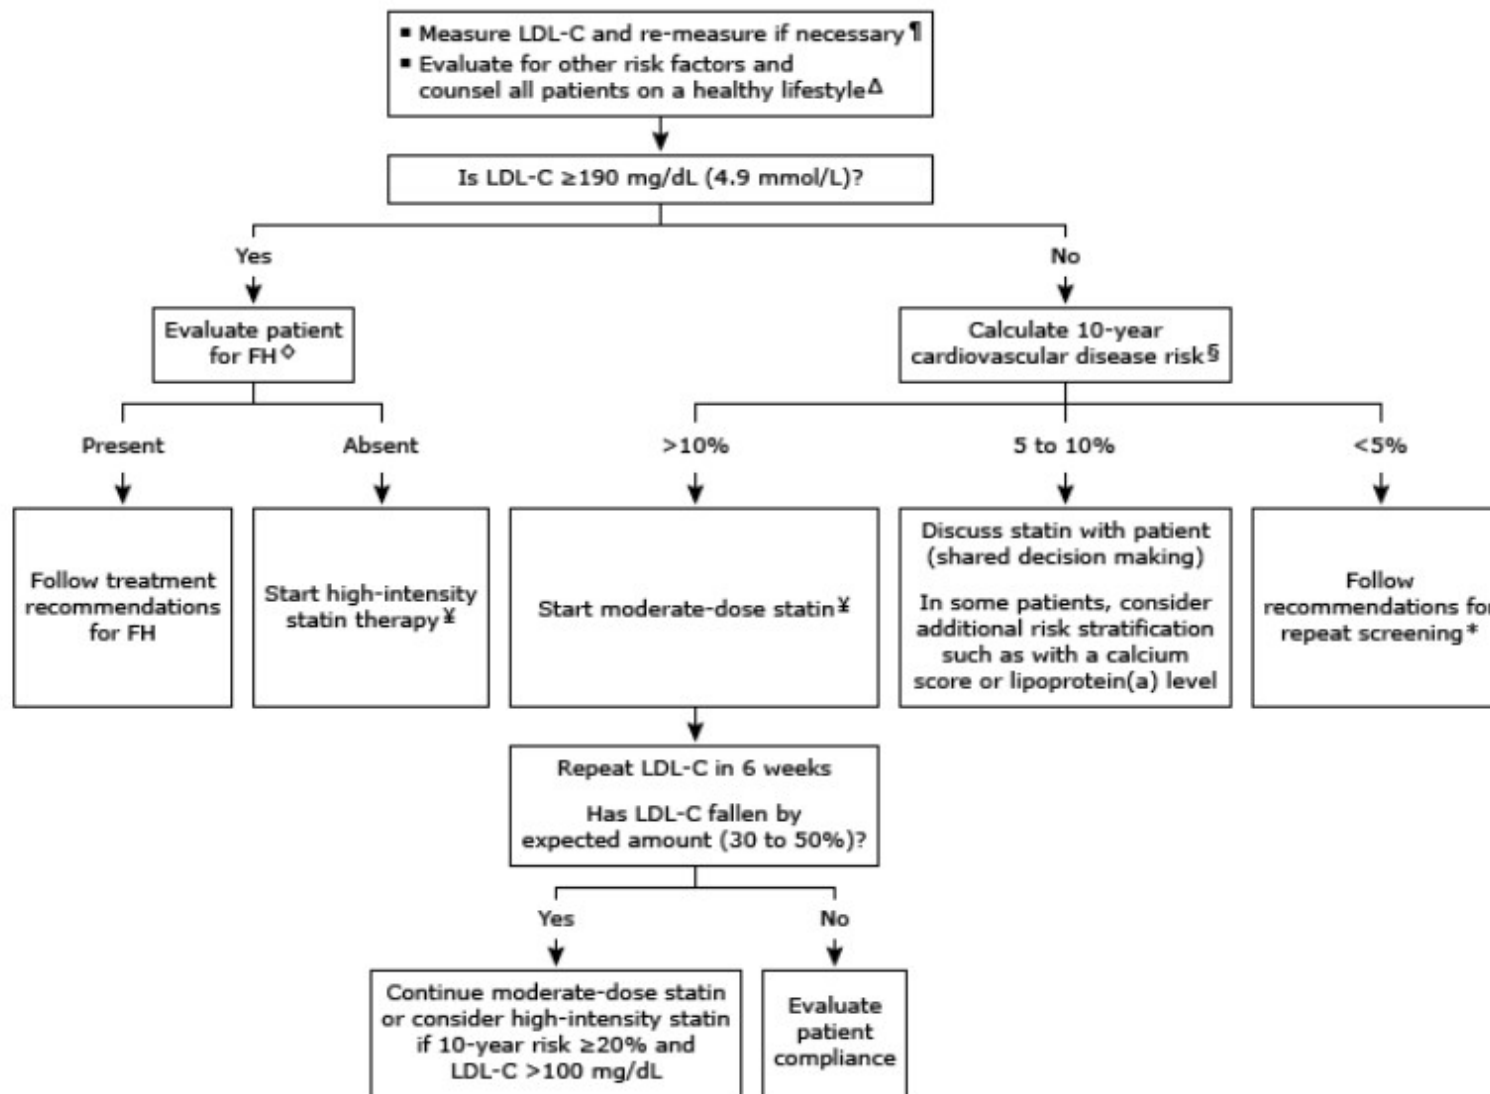 ▪ Measure LDL-C and re-measure if necessary¶
▪ Evaluate for other risk factors and
counsel all patients on a healthy lifestyleΔ
Is LDL-C ≥190 mg/dL (4.9 mmol/L)?
Yes
No
Evaluate patient
for FH◇
Calculate 10-year
cardiovascular disease risk§
Present
Absent
>10%
5 to 10%
<5%
Follow treatment
recommendations
for FH
Start high-intensity
statin therapy¥
Start moderate-dose statin¥
Discuss statin with patient
(shared decision making)
In some patients, consider
additional risk stratification
such as with a calcium
score or lipoprotein(a) level
Follow
recommendations for
repeat screening*
Repeat LDL-C in 6 weeks
Has LDL-C fallen by
expected amount (30 to 50%)?
Yes
No
Continue moderate-dose statin
or consider high-intensity statin
if 10-year risk ≥20% and
LDL-C >100 mg/dL
Evaluate
patient
compliance